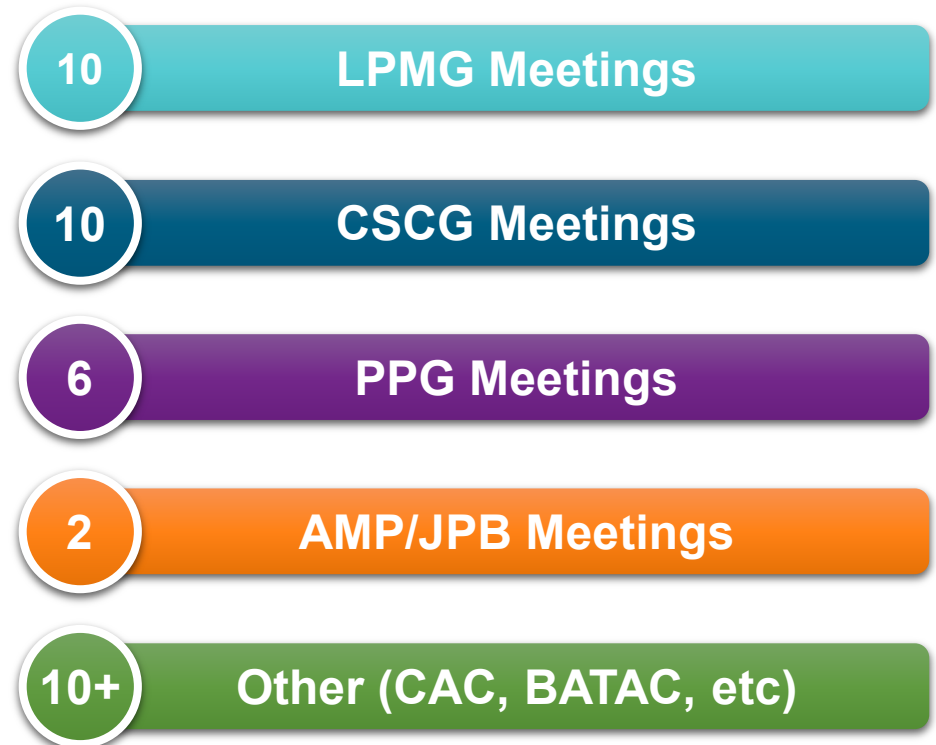 10 LPMG Meetings
10 CSCG Meetings
6 PPG Meetings
2 AMP/JPB Meetings
10+ Other (CAC, BATAC, etc)